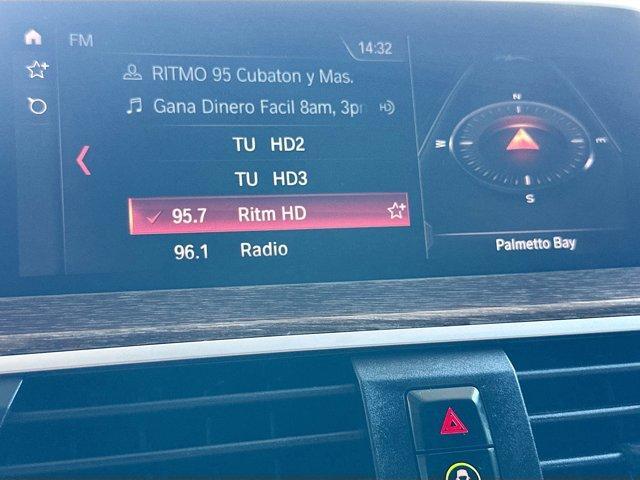 FM
14:32
RITMO 95 Cubaton y Mas.
Gana Dinero Facil 8am, 3pr
TU HD2
TU HD3
95.7 Ritm HD
96.1 Radio
N
W E
S
Palmetto Bay